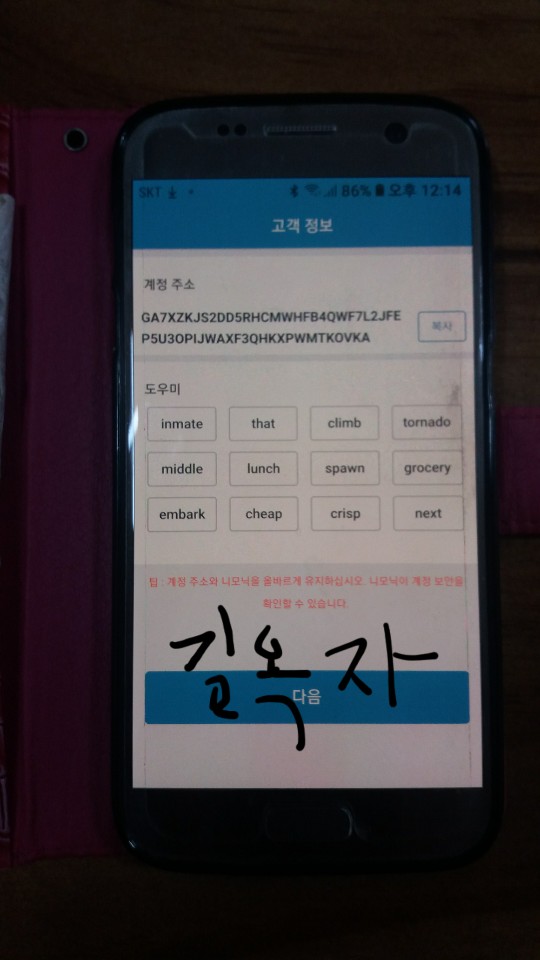 SKT 86% 오후 12:14
고객 정보
계정 주소
GA7XZKJS2DD5RHCMWHFB4QWF7L2JFE
P5U3OPIJWAXF3QHKXPWMTKOVKA
복사
도우미
inmate that climb tornado
middle lunch spawn grocery
embark cheap crisp next
팁 : 계정 주소와 니모닉을 올바르게 유지하십시오. 니모닉이 계정 보안을
확인할 수 있습니다.
김옥자
다음